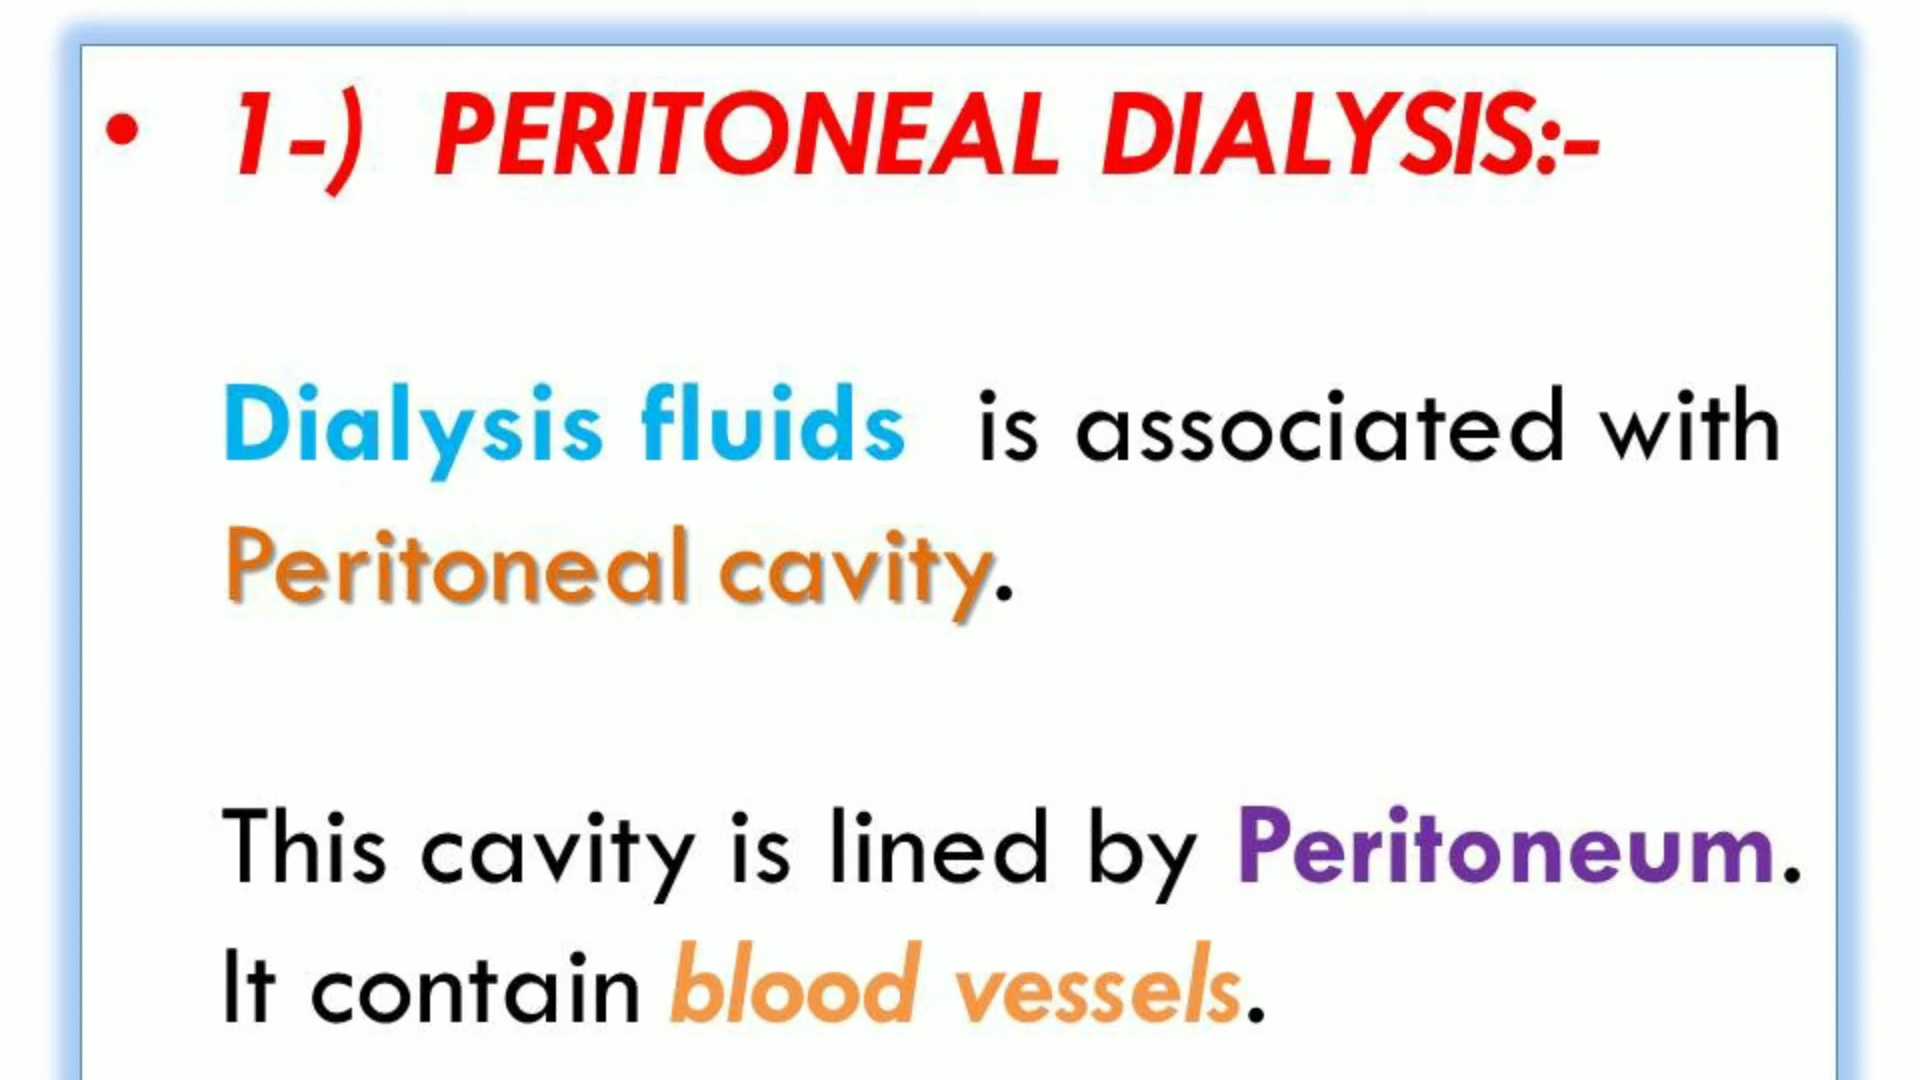 • 1-) PERITONEAL DIALYSIS:-
Dialysis fluids is associated with
Peritoneal cavity.
This cavity is lined by Peritoneum.
It contain blood vessels.